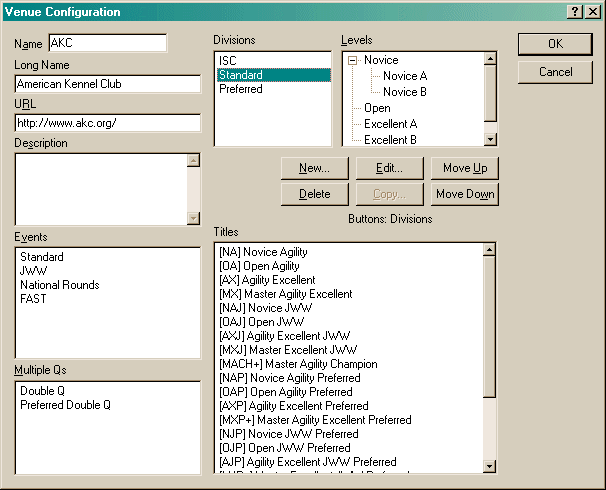 Venue Configuration
Name AKC
Long Name
American Kennel Club
URL
http://www.akc.org/
Description
Events
Standard
JWW
National Rounds
FAST
Multiple Qs
Double Q
Preferred Double Q
Divisions
ISC
Standard
Preferred
Levels
Novice
Novice A
Novice B
Open
Excellent A
Excellent B
OK
Cancel
New... Edit... Move Up
Delete Copy... Move Down
Buttons: Divisions
Titles
[NA] Novice Agility
[OA] Open Agility
[AX] Agility Excellent
[MX] Master Agility Excellent
[NAJ] Novice JWW
[OAJ] Open JWW
[AXJ] Agility Excellent JWW
[MXJ] Master Excellent JWW
[MACH+] Master Agility Champion
[NAP] Novice Agility Preferred
[OAP] Open Agility Preferred
[AXP] Agility Excellent Preferred
[MXP+] Master Agility Excellent Preferred
[NJP] Novice JWW Preferred
[OJP] Open JWW Preferred
[AJP] Agility Excellent JWW Preferred